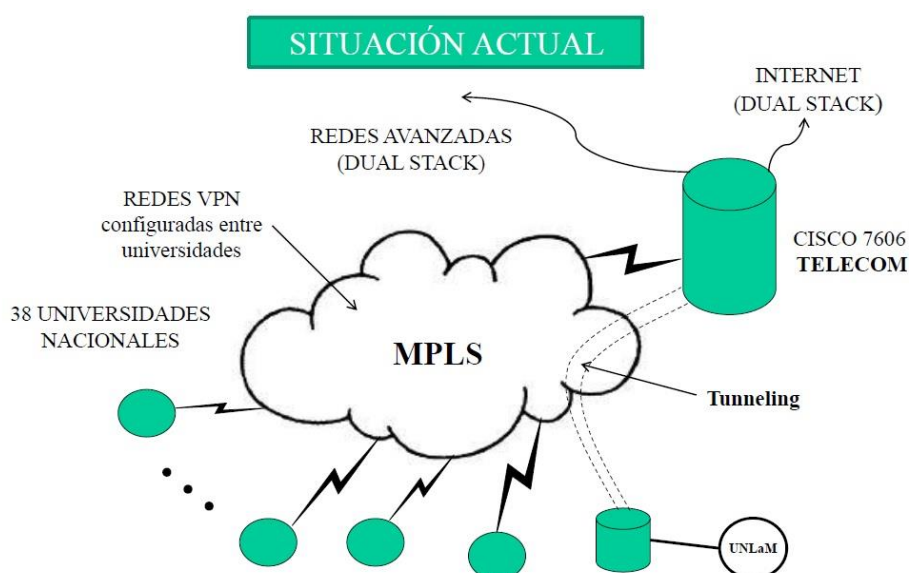 SITUACIÓN ACTUAL
INTERNET
(DUAL STACK)
REDES AVANZADAS
(DUAL STACK)
REDES VPN
configuradas entre
universidades
CISCO 7606
TELECOM
38 UNIVERSIDADES
NACIONALES
MPLS
Tunneling
UNLaM